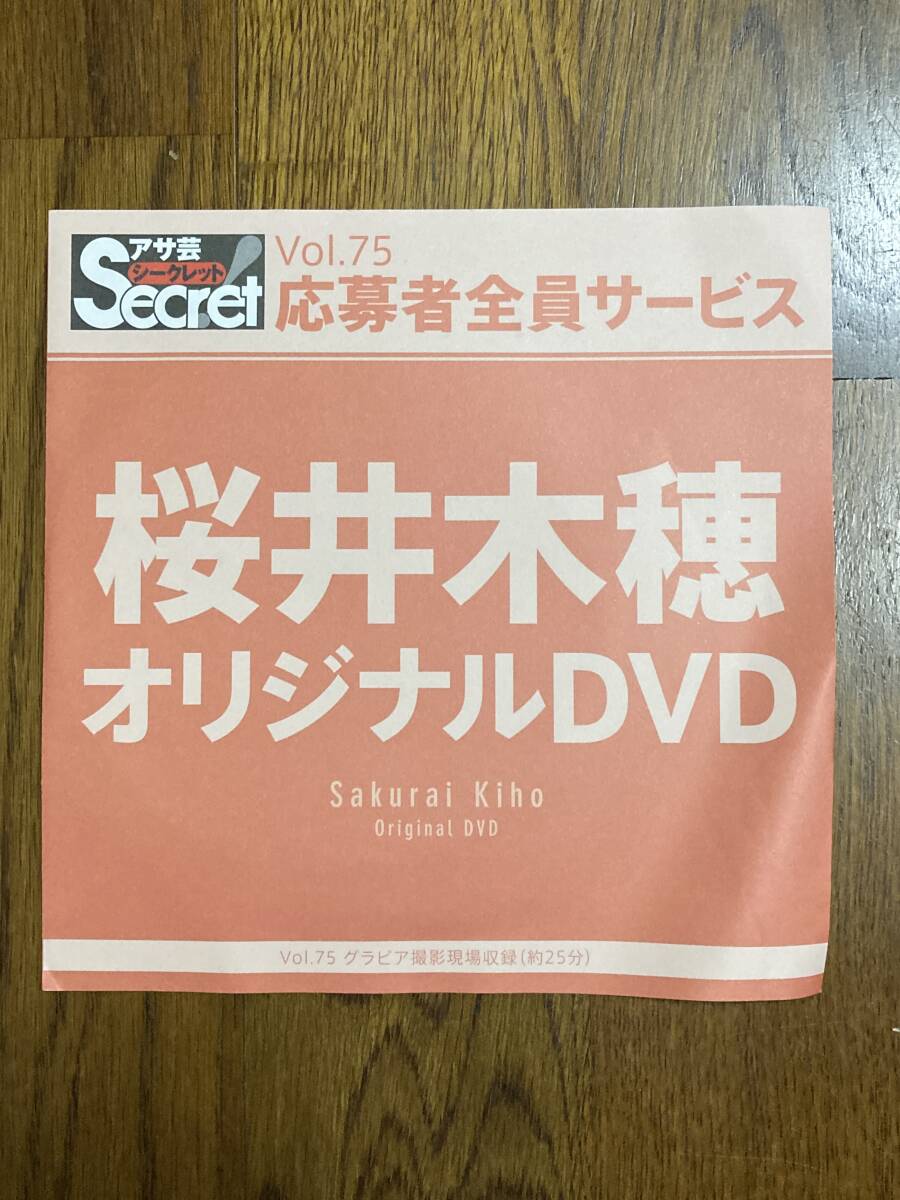 アサ芸
シークレット!
Secret
Vol.75
応募者全員サービス
桜井木穂
オリジナルDVD
Sakurai Kiho
Original DVD
Vol.75 グラビア撮影現場収録(約25分)